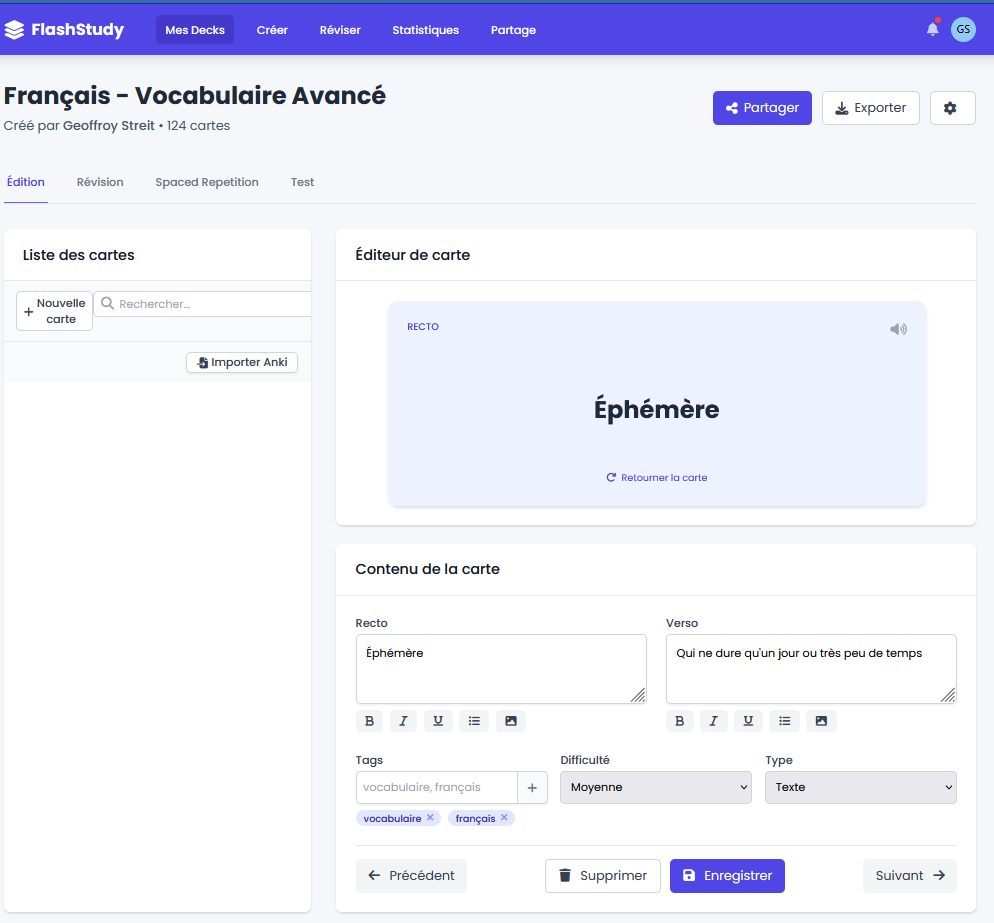 FlashStudy
Mes Decks
Créer
Réviser
Statistiques
Partage
GS
Français - Vocabulaire Avancé
Créé par Geoffroy Streit • 124 cartes
Partager
Exporter
Édition
Révision
Spaced Repetition
Test
Liste des cartes
Nouvelle
carte
Rechercher...
Importer Anki
Éditeur de carte
RECTO
Éphémère
Retourner la carte
Contenu de la carte
Recto
Verso
Éphémère
Qui ne dure qu'un jour ou très peu de temps
B I U
B I U
Tags
Difficulté
Type
vocabulaire, français
+
Moyenne
Texte
vocabulaire ×
français ×
Précédent
Supprimer
Enregistrer
Suivant